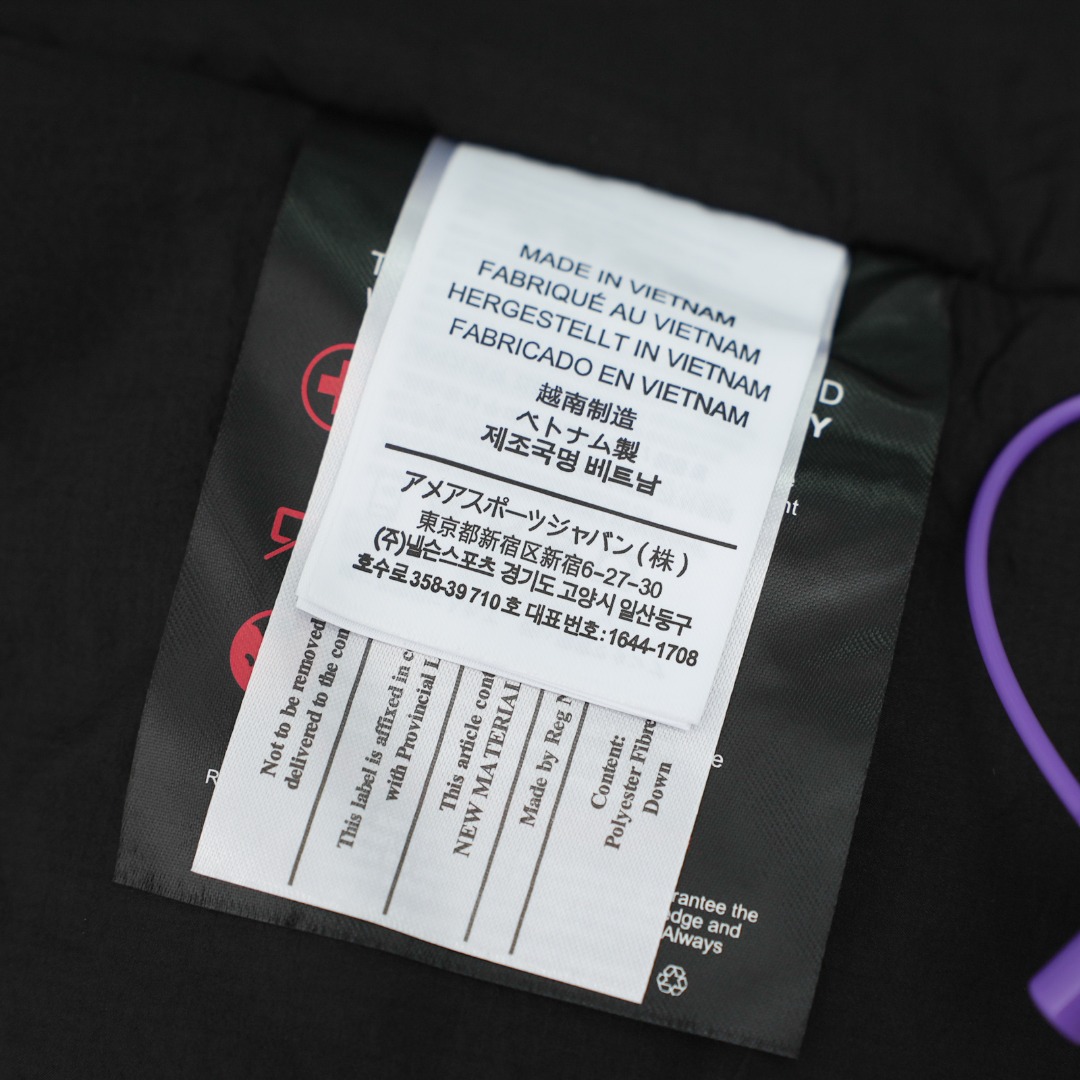 MADE IN VIETNAM
FABRIQUÉ AU VIETNAM
HERGESTELLT IN VIETNAM
FABRICADO EN VIETNAM
越南制造
ベトナム製
제조국명 베트남
アメアスポーツジャパン(株)
東京都新宿区新宿6-27-30
(주)넬슨스포츠 경기도 고양시 일산동구
호수로 358-39 710호 대표번호:1644-1708
Not to be removed
delivered to the con
This label is affixed in c
with Provincial L
This article cont
NEW MATERIAL
Made by Reg N
Content:
Polyester Fibre
Down
rantee the
edge and
Always